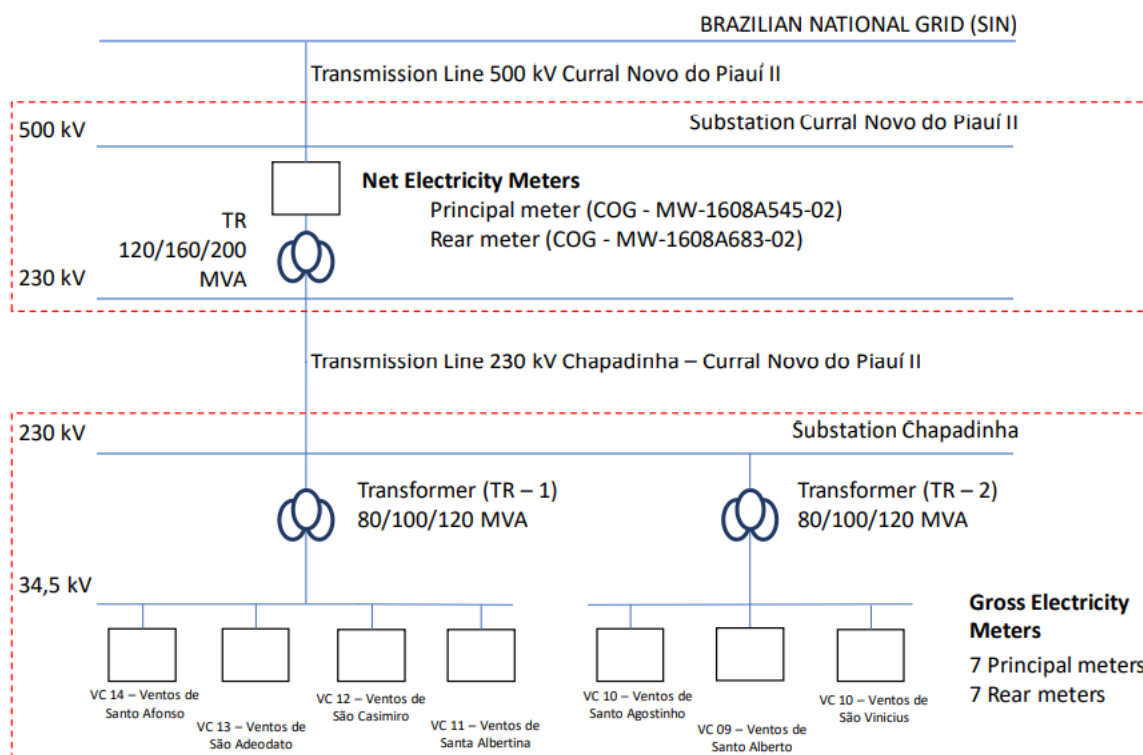 BRAZILIAN NATIONAL GRID (SIN)
Transmission Line 500 kV Curral Novo do Piauí II
500 kV
Substation Curral Novo do Piauí II
Net Electricity Meters
Principal meter (COG - MW-1608A545-02)
Rear meter (COG - MW-1608A683-02)
TR
120/160/200
MVA
230 kV
Transmission Line 230 kV Chapadinha – Curral Novo do Piauí II
230 kV
Substation Chapadinha
Transformer (TR – 1)
80/100/120 MVA
Transformer (TR – 2)
80/100/120 MVA
34,5 kV
Gross Electricity
Meters
7 Principal meters
7 Rear meters
VC 14 – Ventos de
Santo Afonso
VC 13 – Ventos de
São Adeodato
VC 12 – Ventos de
São Casimiro
VC 11 – Ventos de
Santa Albertina
VC 10 – Ventos de
Santo Agostinho
VC 09 – Ventos de
Santo Alberto
VC 10 – Ventos de
São Vinicius